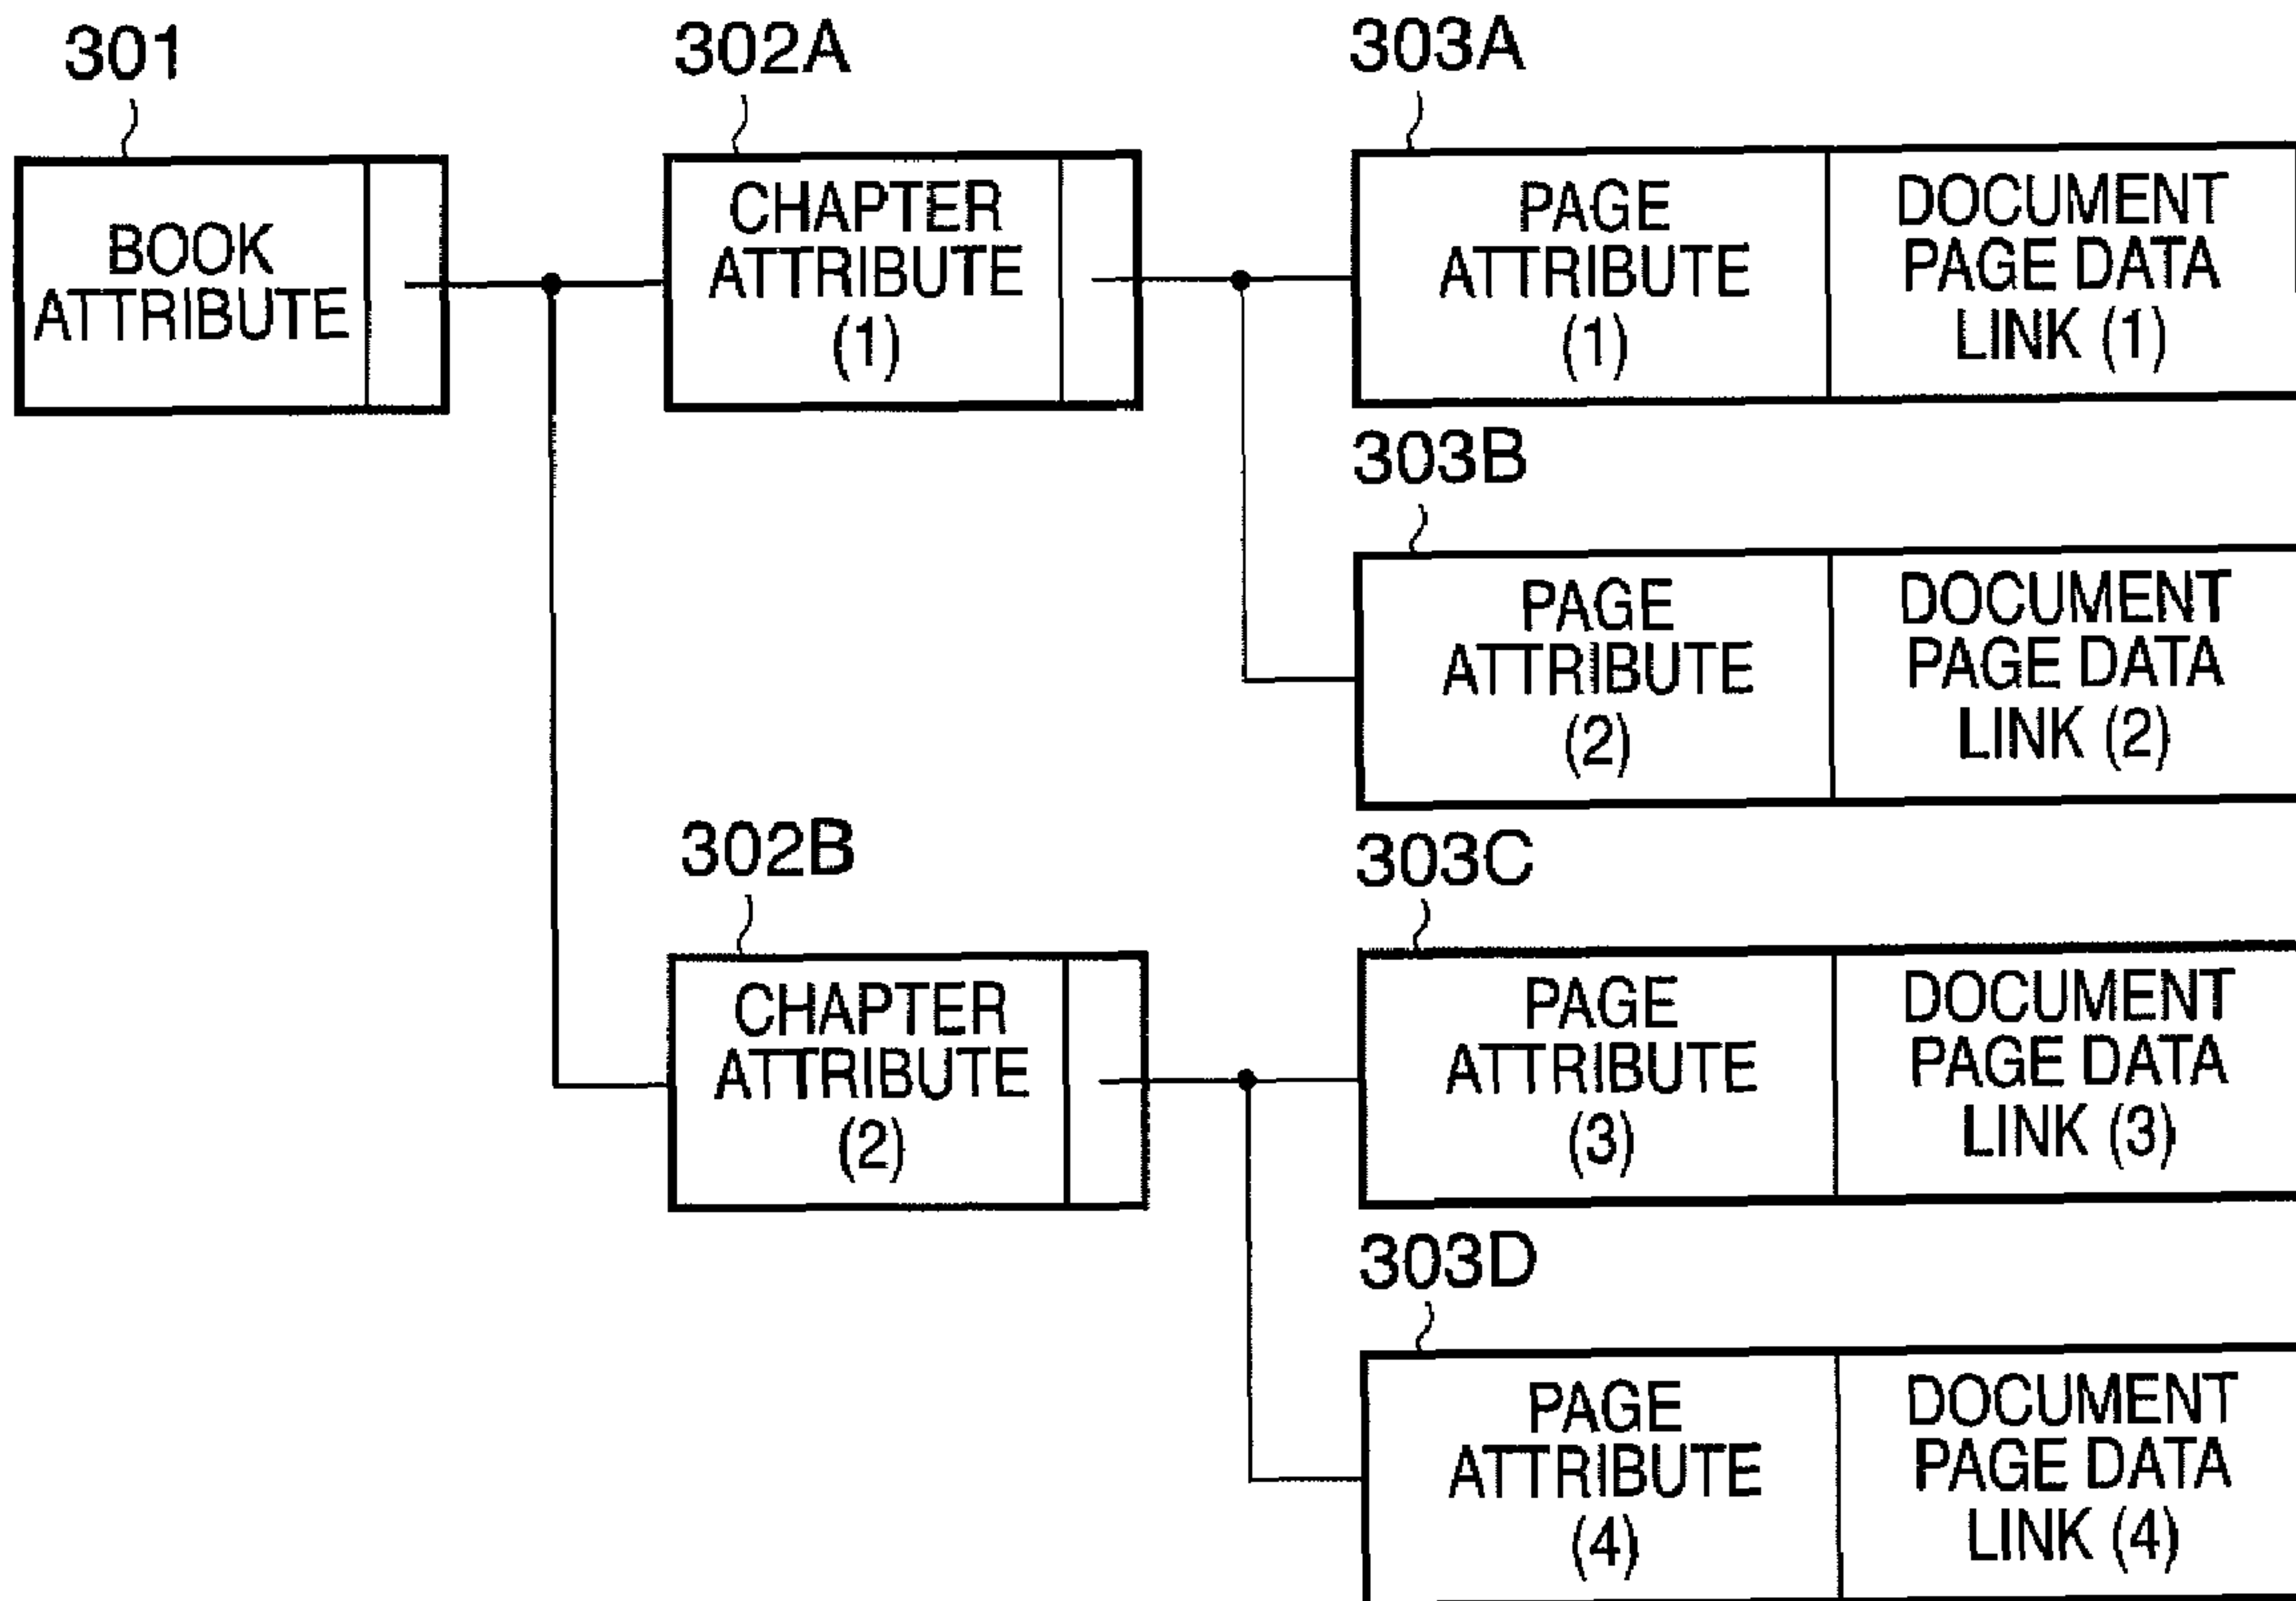 301
BOOK
ATTRIBUTE
302A
CHAPTER
ATTRIBUTE
(1)
303A
PAGE
ATTRIBUTE
(1)
DOCUMENT
PAGE DATA
LINK (1)
303B
PAGE
ATTRIBUTE
(2)
DOCUMENT
PAGE DATA
LINK (2)
302B
CHAPTER
ATTRIBUTE
(2)
303C
PAGE
ATTRIBUTE
(3)
DOCUMENT
PAGE DATA
LINK (3)
303D
PAGE
ATTRIBUTE
(4)
DOCUMENT
PAGE DATA
LINK (4)